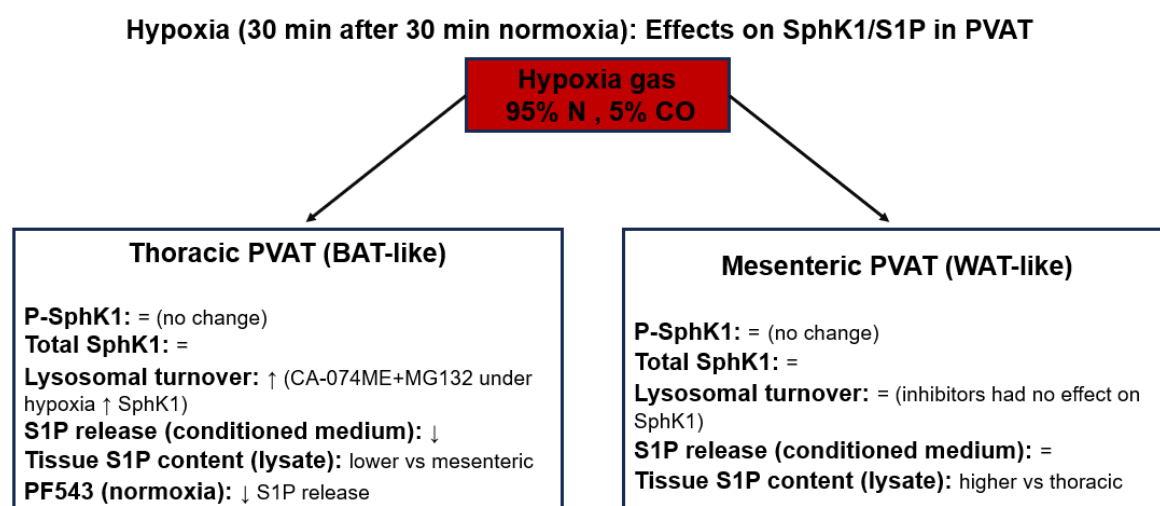 Hypoxia (30 min after 30 min normoxia): Effects on SphK1/S1P in PVAT
Hypoxia gas
95% N , 5% CO
Thoracic PVAT (BAT-like)
P-SphK1: = (no change)
Total SphK1: =
Lysosomal turnover: ↑ (CA-074ME+MG132 under
hypoxia ↑ SphK1)
S1P release (conditioned medium): ↓
Tissue S1P content (lysate): lower vs mesenteric
PF543 (normoxia): ↓ S1P release
Mesenteric PVAT (WAT-like)
P-SphK1: = (no change)
Total SphK1: =
Lysosomal turnover: = (inhibitors had no effect on
SphK1)
S1P release (conditioned medium): =
Tissue S1P content (lysate): higher vs thoracic